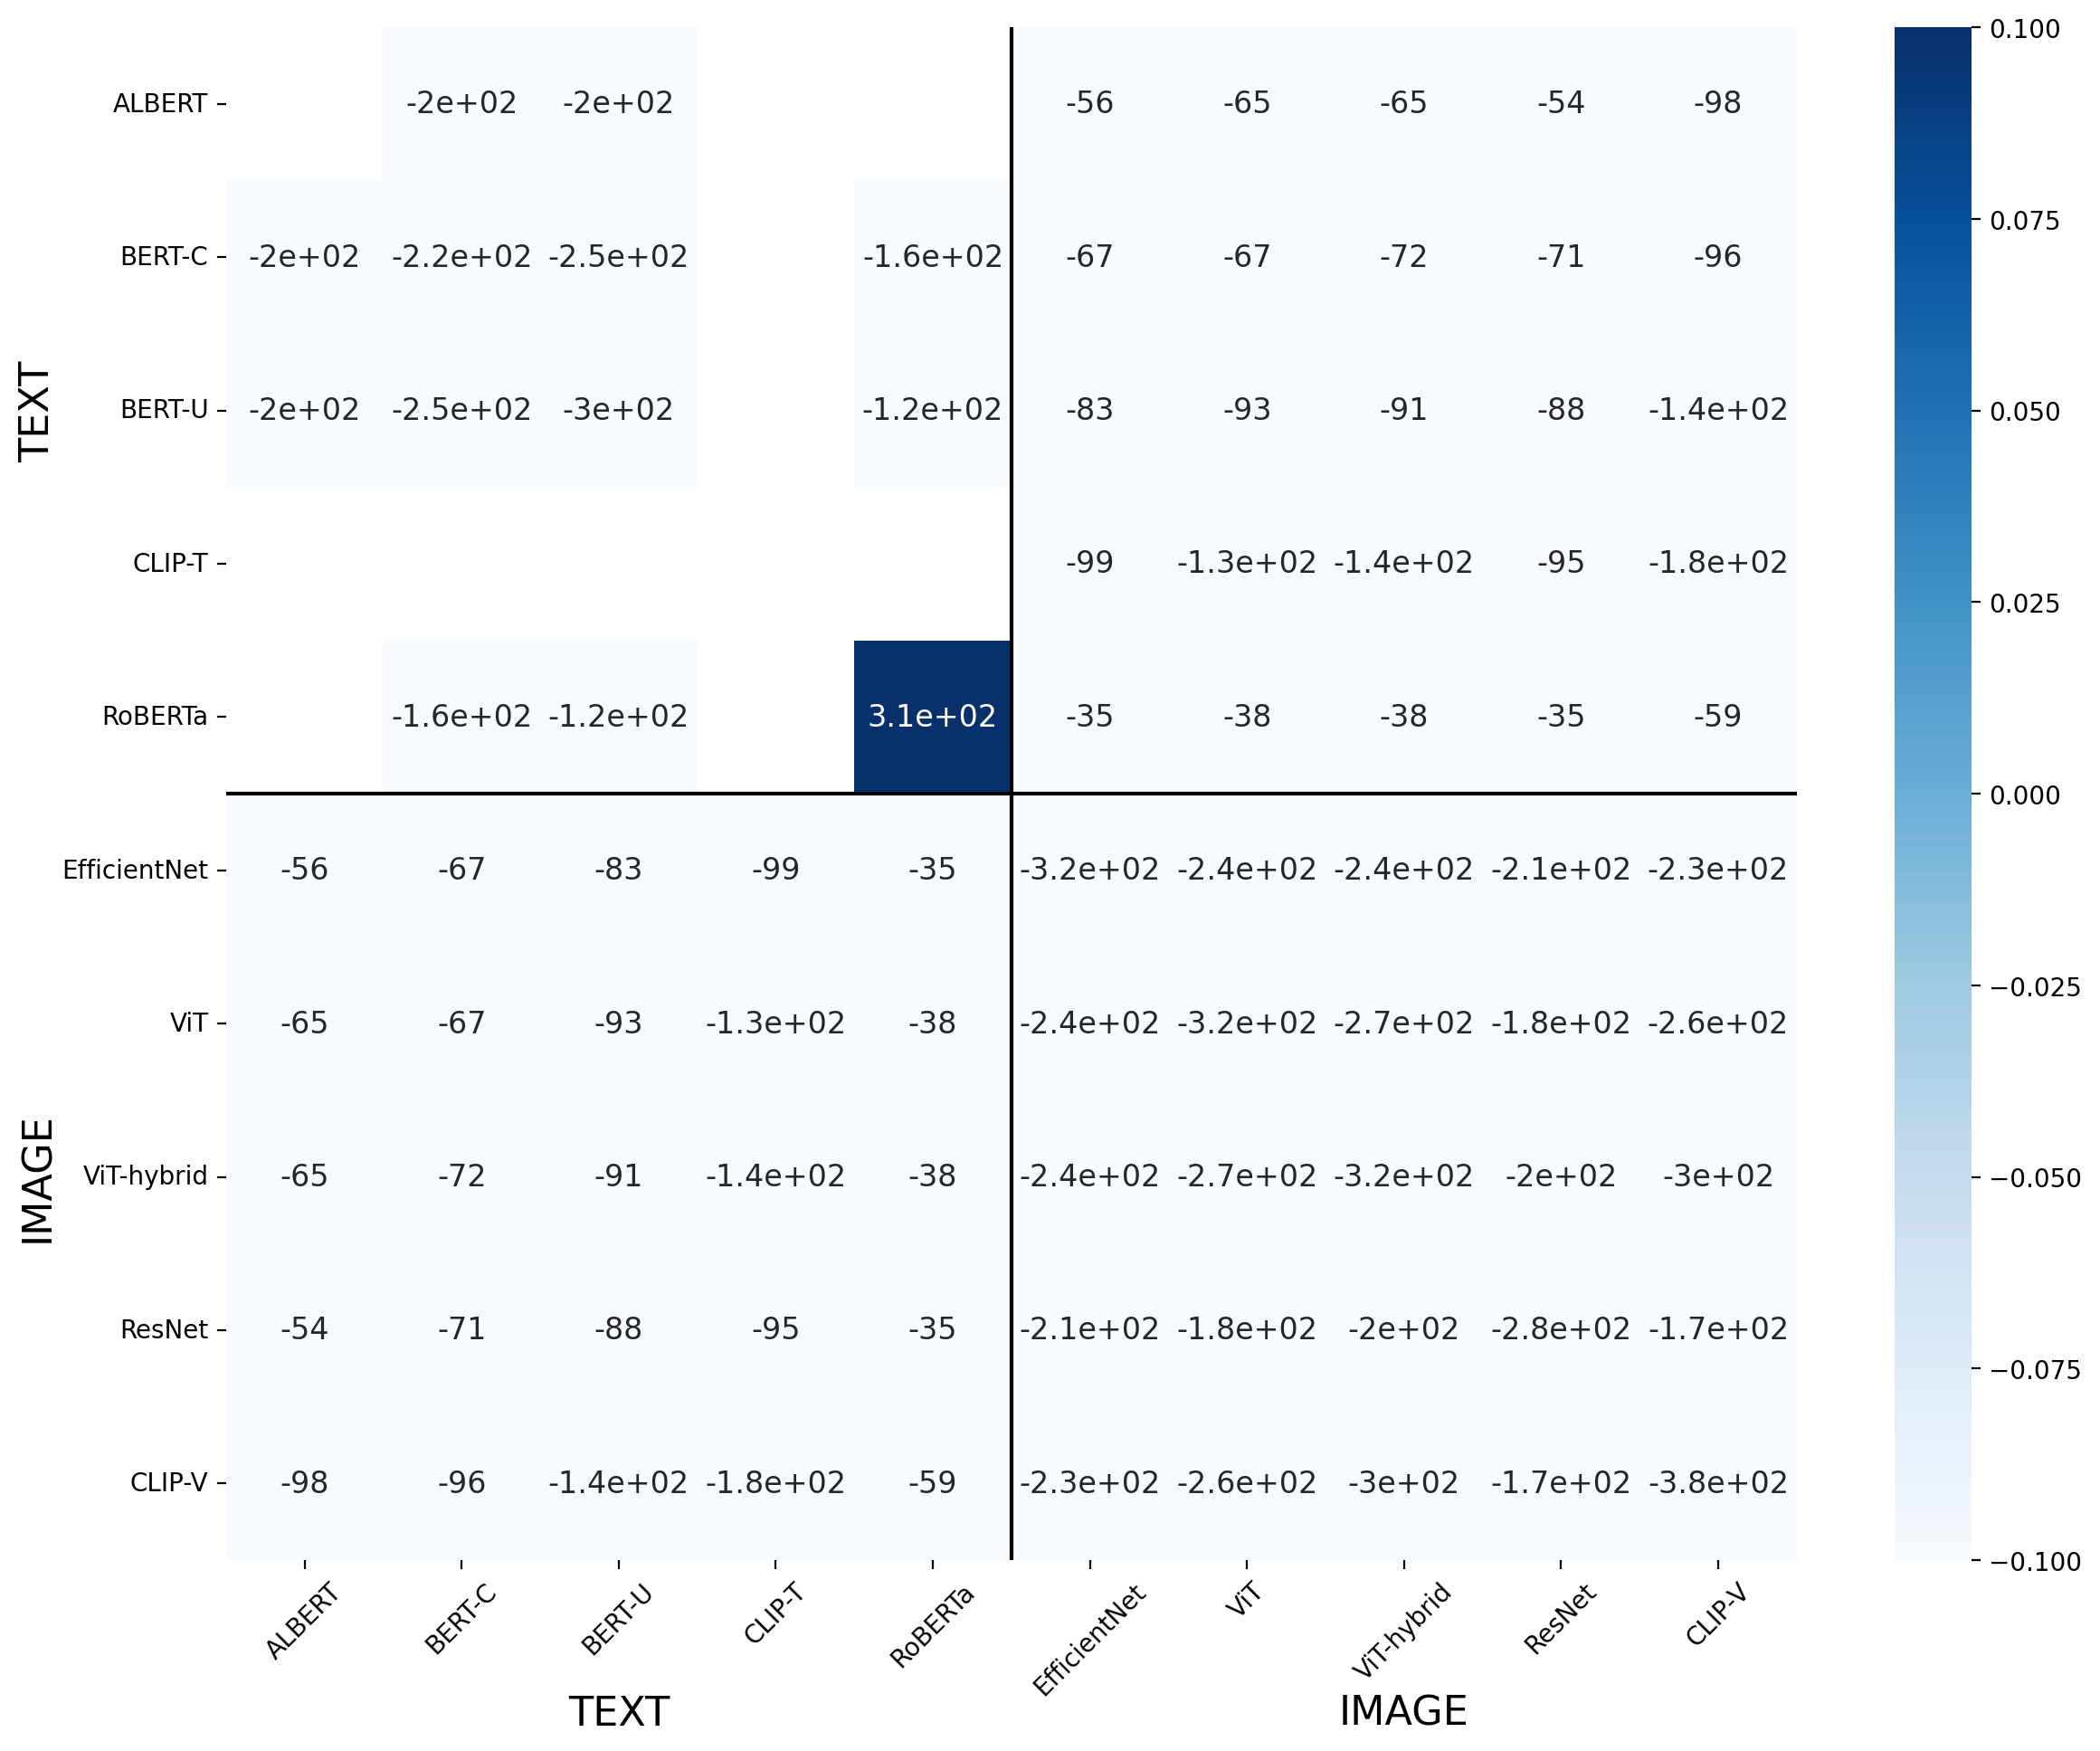 ALBERT -2e+02 -2e+02 -56 -65 -65 -54 -98
BERT-C -2e+02 -2.2e+02 -2.5e+02 -1.6e+02 -67 -67 -72 -71 -96
BERT-U -2e+02 -2.5e+02 -3e+02 -1.2e+02 -83 -93 -91 -88 -1.4e+02
CLIP-T -99 -1.3e+02 -1.4e+02 -95 -1.8e+02
RoBERTa -1.6e+02 -1.2e+02 3.1e+02 -35 -38 -38 -35 -59
TEXT
EfficientNet -56 -67 -83 -99 -35 -3.2e+02 -2.4e+02 -2.4e+02 -2.1e+02 -2.3e+02
ViT -65 -67 -93 -1.3e+02 -38 -2.4e+02 -3.2e+02 -2.7e+02 -1.8e+02 -2.6e+02
ViT-hybrid -65 -72 -91 -1.4e+02 -38 -2.4e+02 -2.7e+02 -3.2e+02 -2e+02 -3e+02
ResNet -54 -71 -88 -95 -35 -2.1e+02 -1.8e+02 -2e+02 -2.8e+02 -1.7e+02
CLIP-V -98 -96 -1.4e+02 -1.8e+02 -59 -2.3e+02 -2.6e+02 -3e+02 -1.7e+02 -3.8e+02
IMAGE
ALBERT BERT-C BERT-U CLIP-T RoBERTa EfficientNet ViT ViT-hybrid ResNet CLIP-V
TEXT IMAGE
0.100
0.075
0.050
0.025
0.000
−0.025
−0.050
−0.075
−0.100